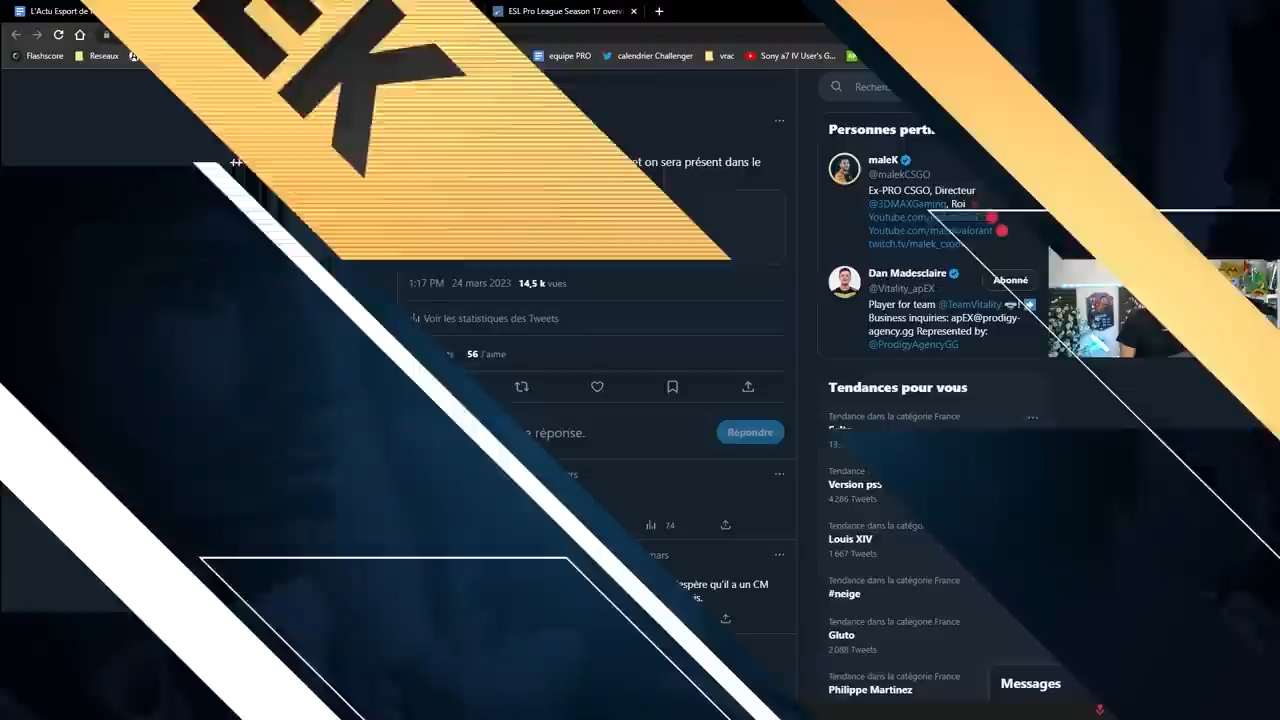 L'Actu Esport de
ESL Pro League Season 17 over
Flashscore
Reseaux
equipe PRO
calendrier Challenger
vrac
Sony a7 IV User's G...
EK
Recherc
Personnes perti
et on sera présent dans le
maleK
@malekCSGO
Ex-PRO CSGO, Directeur
@3DMAXGaming, Roi
Youtube.com/
Youtube.com/malekvalorant
twitch.tv/malek_csgo
Dan Madesclaire
@Vitality_apEX
Abonné
Player for team @TeamVitality
Business inquiries: apEX@prodigy-
agency.gg Represented by:
@ProdigyAgencyGG
1:17 PM 24 mars 2023 14,5 k vues
Voir les statistiques des Tweets
56 J'aime
réponse.
Répondre
74
mars
espère qu'il a un CM
is.
Tendances pour vous
Tendance dans la catégorie France
13
Tendance
Version ps
4 286 Tweets
Tendance dans la catégo
Louis XIV
1 667 Tweets
Tendance dans la catégorie France
#neige
Tendance dans la catégorie France
Gluto
2 088 Tweets
Tendance dans la catégorie France
Philippe Martinez
Messages